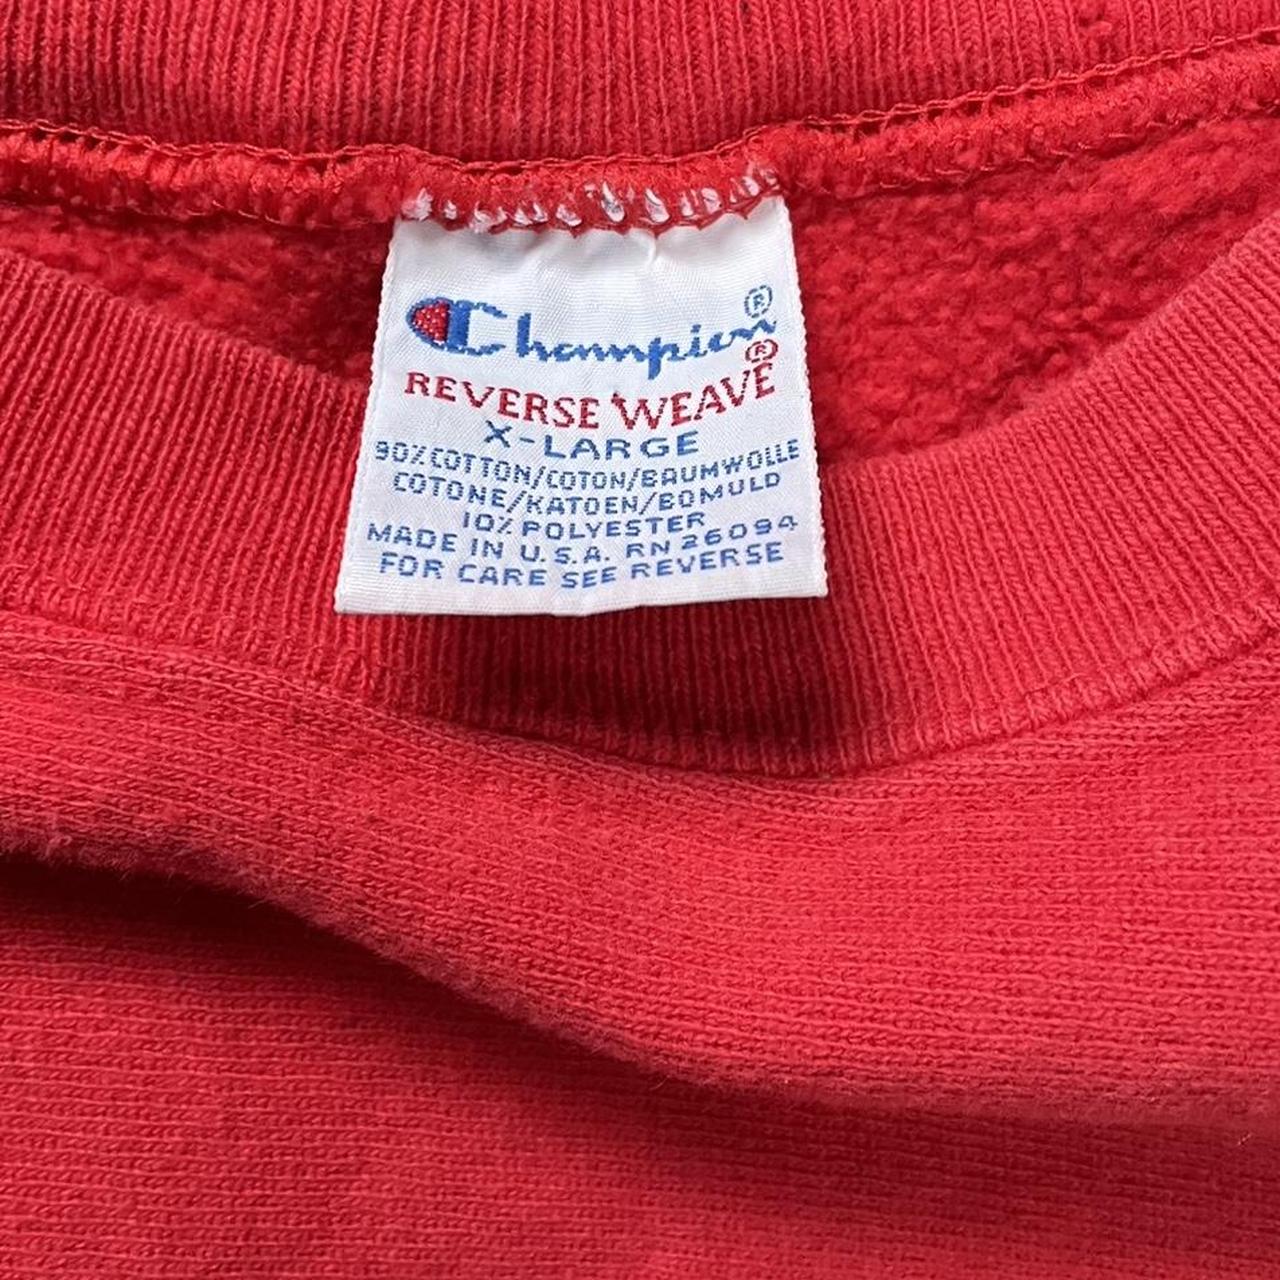 Champion®
REVERSE WEAVE®
X-LARGE
90% COTTON/COTON/BAUMWOLLE
COTONE/KATOEN/BOMULD
10% POLYESTER
MADE IN U.S.A. RN 26094
FOR CARE SEE REVERSE